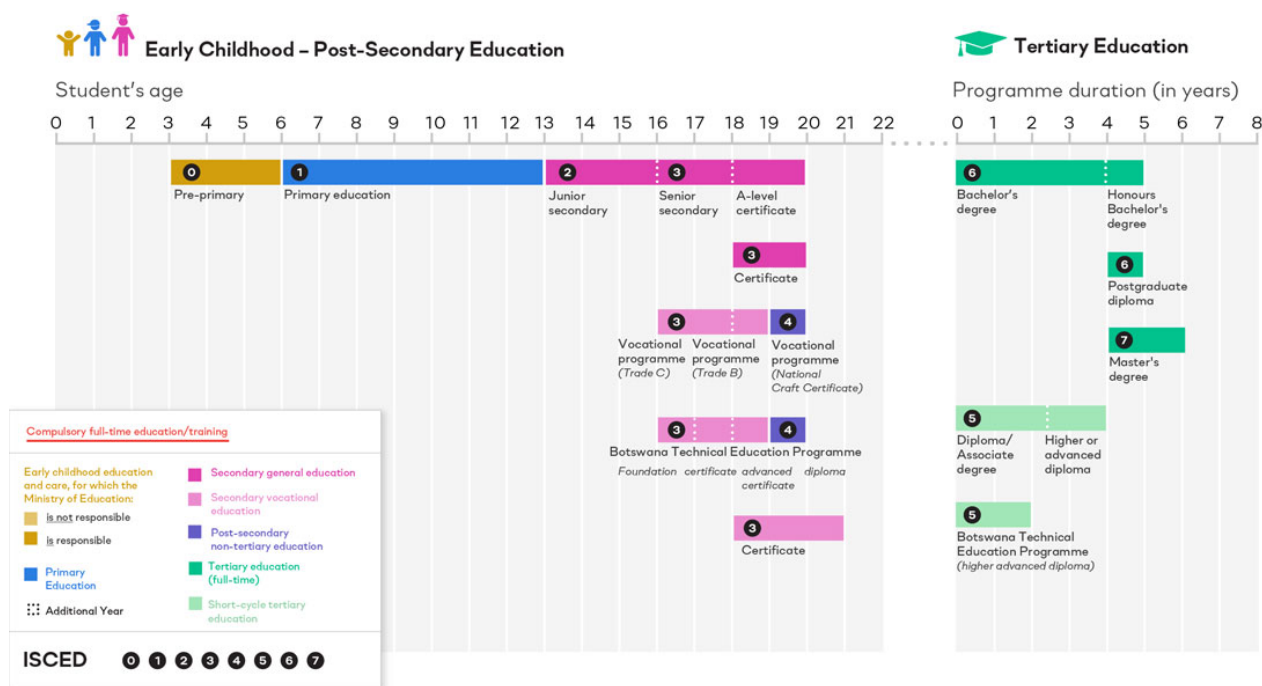 Early Childhood – Post-Secondary Education
Tertiary Education
Student's age
Programme duration (in years)
0 1 2 3 4 5 6 7 8 9 10 11 12 13 14 15 16 17 18 19 20 21 22
0 1 2 3 4 5 6 7 8
0
Pre-primary
1
Primary education
2
Junior
secondary
3
Senior
secondary
A-level
certificate
3
Certificate
3
Vocational
programme
(Trade C)
Vocational
programme
(Trade B)
4
Vocational
programme
(National
Craft Certificate)
3
4
Botswana Technical Education Programme
Foundation certificate advanced diploma
certificate
3
Certificate
6
Bachelor's
degree
Honours
Bachelor's
degree
6
Postgraduate
diploma
7
Master's
degree
5
Diploma/
Associate
degree
Higher or
advanced
diploma
5
Botswana Technical
Education Programme
(higher advanced diploma)
Compulsory full-time education/training
Early childhood education
and care, for which the
Ministry of Education:
is not responsible
is responsible
Primary
Education
Additional Year
Secondary general education
Secondary vocational
education
Post-secondary
non-tertiary education
Tertiary education
(full-time)
Short-cycle tertiary
education
ISCED 0 1 2 3 4 5 6 7